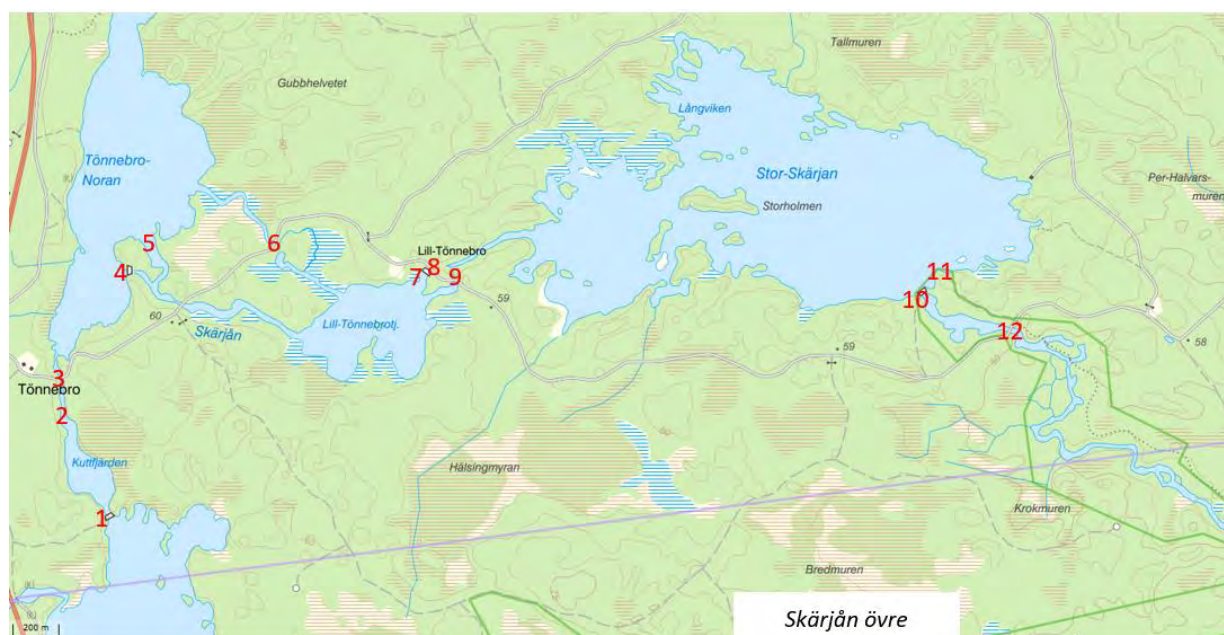 Tallmuren
Gubbhelvetet
Långviken
Tönnebro-
Noran
Stor-Skärjan
Per-Halvars-
muren
Storholmen
5
6
Lill-Tönnebro
4
7
8
9
11
10
59
60
Skärjån
Lill-Tönnebrotj.
12
58
59
60
3
Tönnebro
2
Kuttfjärden
Hälsingmyran
1
Krokmuren
Bredmuren
200 m
Skärjån övre